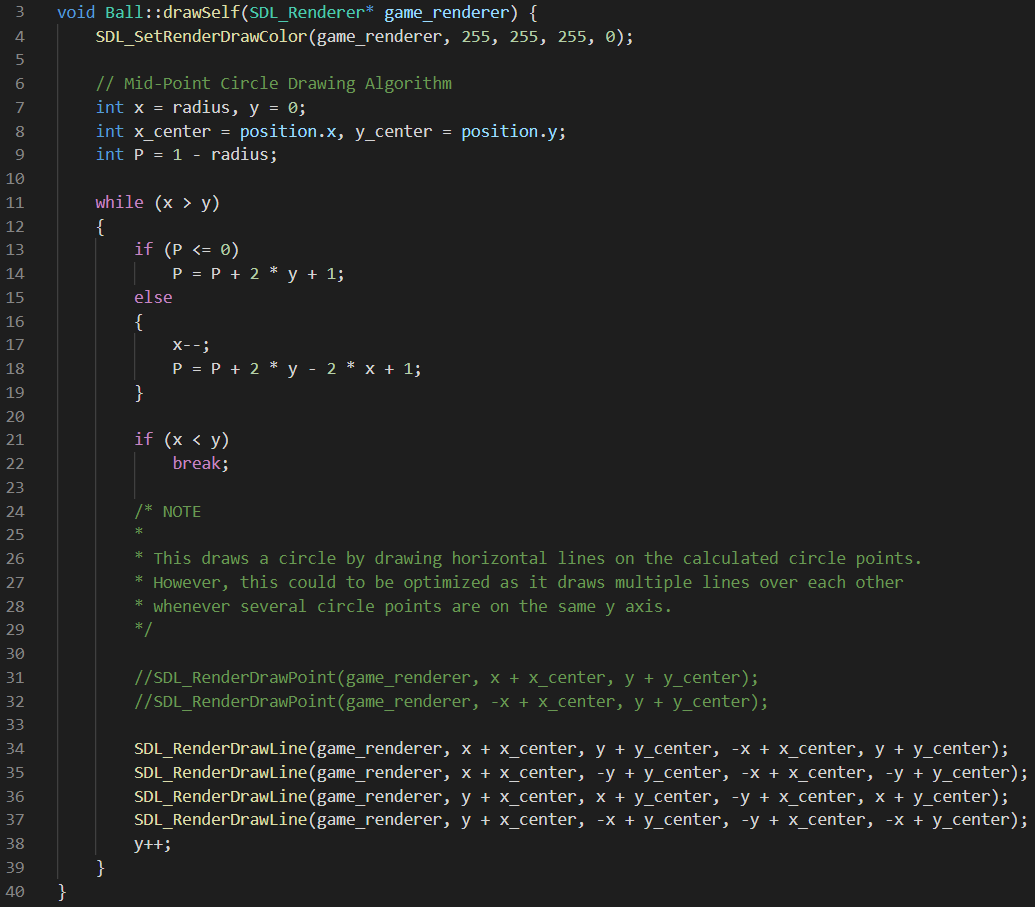 3 void Ball::drawSelf(SDL_Renderer* game_renderer) {
4     SDL_SetRenderDrawColor(game_renderer, 255, 255, 255, 0);
5
6     // Mid-Point Circle Drawing Algorithm
7     int x = radius, y = 0;
8     int x_center = position.x, y_center = position.y;
9     int P = 1 - radius;
10
11     while (x > y)
12     {
13         if (P <= 0)
14             P = P + 2 * y + 1;
15         else
16         {
17             x--;
18             P = P + 2 * y - 2 * x + 1;
19         }
20
21         if (x < y)
22             break;
23
24         /* NOTE
25         *
26         * This draws a circle by drawing horizontal lines on the calculated circle points.
27         * However, this could to be optimized as it draws multiple lines over each other
28         * whenever several circle points are on the same y axis.
29         */
30
31         //SDL_RenderDrawPoint(game_renderer, x + x_center, y + y_center);
32         //SDL_RenderDrawPoint(game_renderer, -x + x_center, y + y_center);
33
34         SDL_RenderDrawLine(game_renderer, x + x_center, y + y_center, -x + x_center, y + y_center);
35         SDL_RenderDrawLine(game_renderer, x + x_center, -y + y_center, -x + x_center, -y + y_center);
36         SDL_RenderDrawLine(game_renderer, y + x_center, x + y_center, -y + x_center, x + y_center);
37         SDL_RenderDrawLine(game_renderer, y + x_center, -x + y_center, -y + x_center, -x + y_center);
38         y++;
39     }
40 }